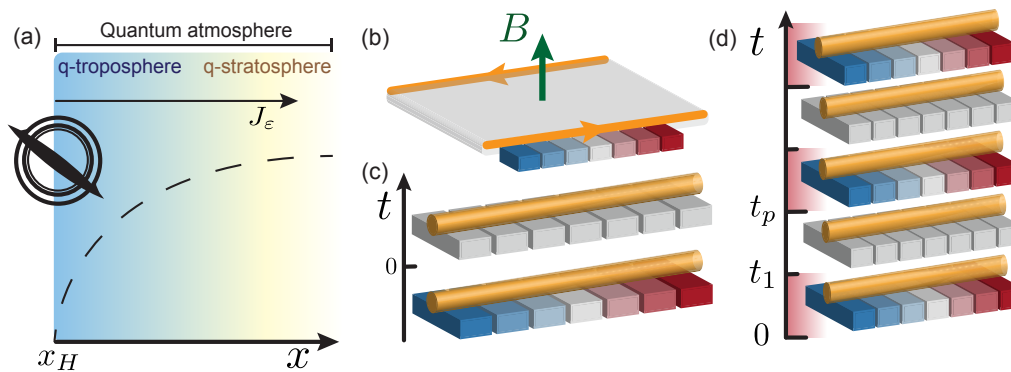 (a)
Quantum atmosphere
q-troposphere q-stratosphere
J_ε
x_H
x
(b)
B
(c)
t
0
(d)
t
t_p
t_1
0